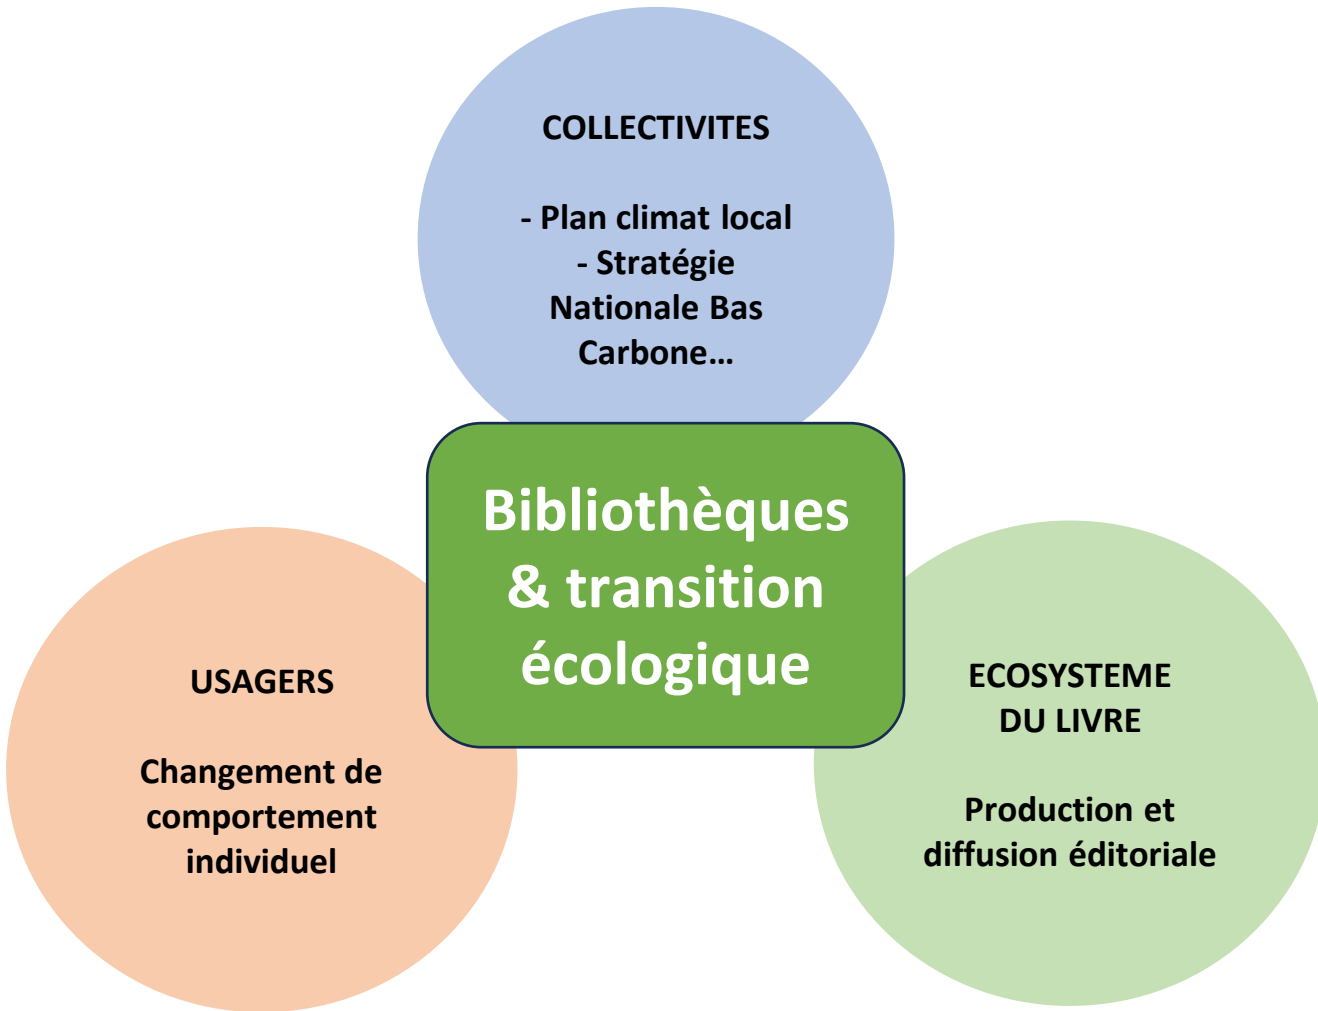 COLLECTIVITES
- Plan climat local
- Stratégie
Nationale Bas
Carbone…
Bibliothèques
& transition
écologique
USAGERS
Changement de
comportement
individuel
ECOSYSTEME
DU LIVRE
Production et
diffusion éditoriale